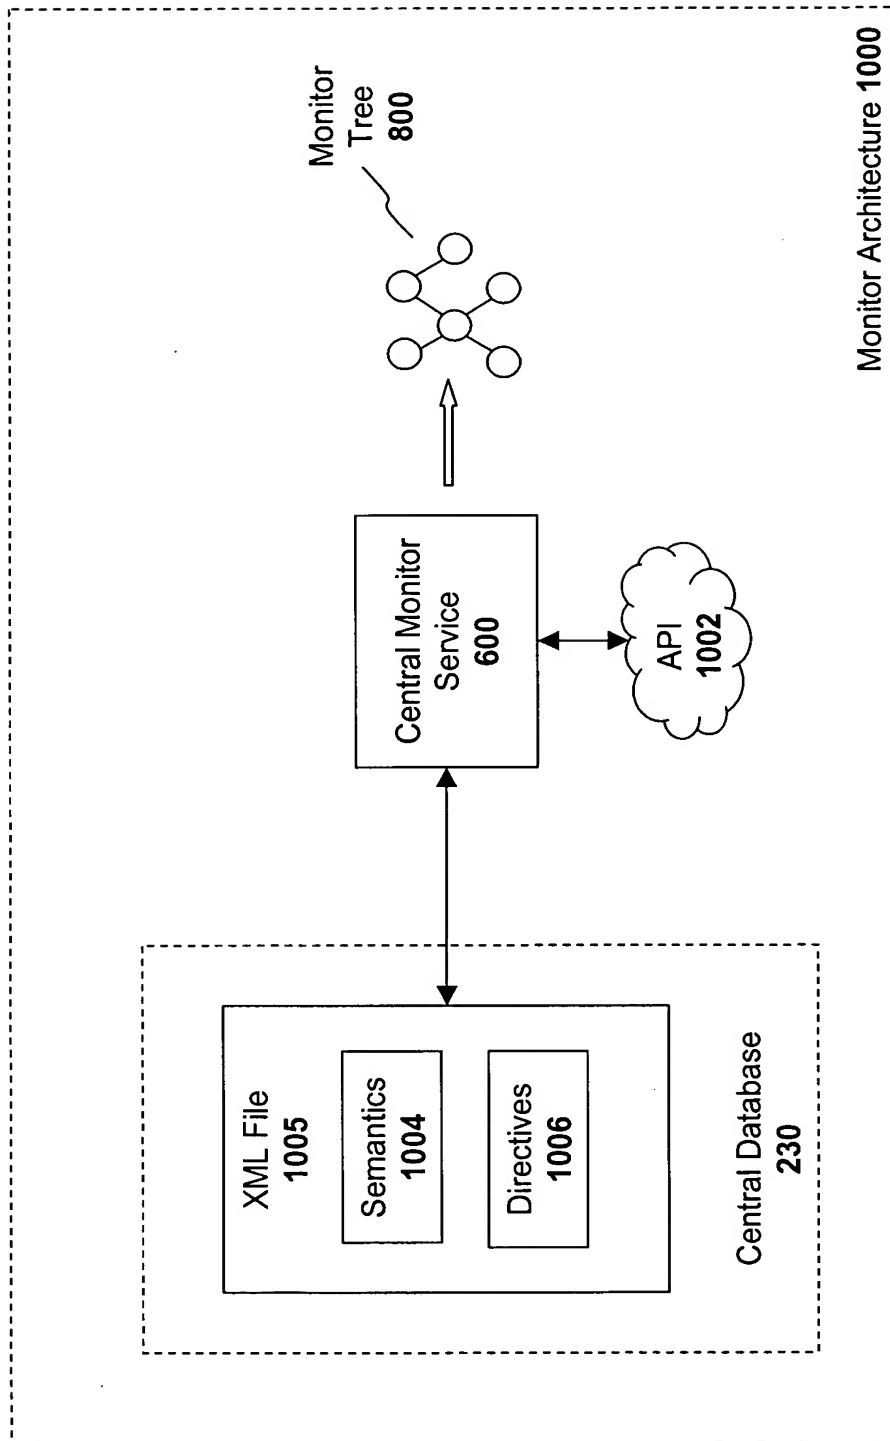 XML File
1005
Semantics
1004
Directives
1006
Central Database
230
Central Monitor
Service
600
API
1002
Monitor
Tree
800
Monitor Architecture 1000